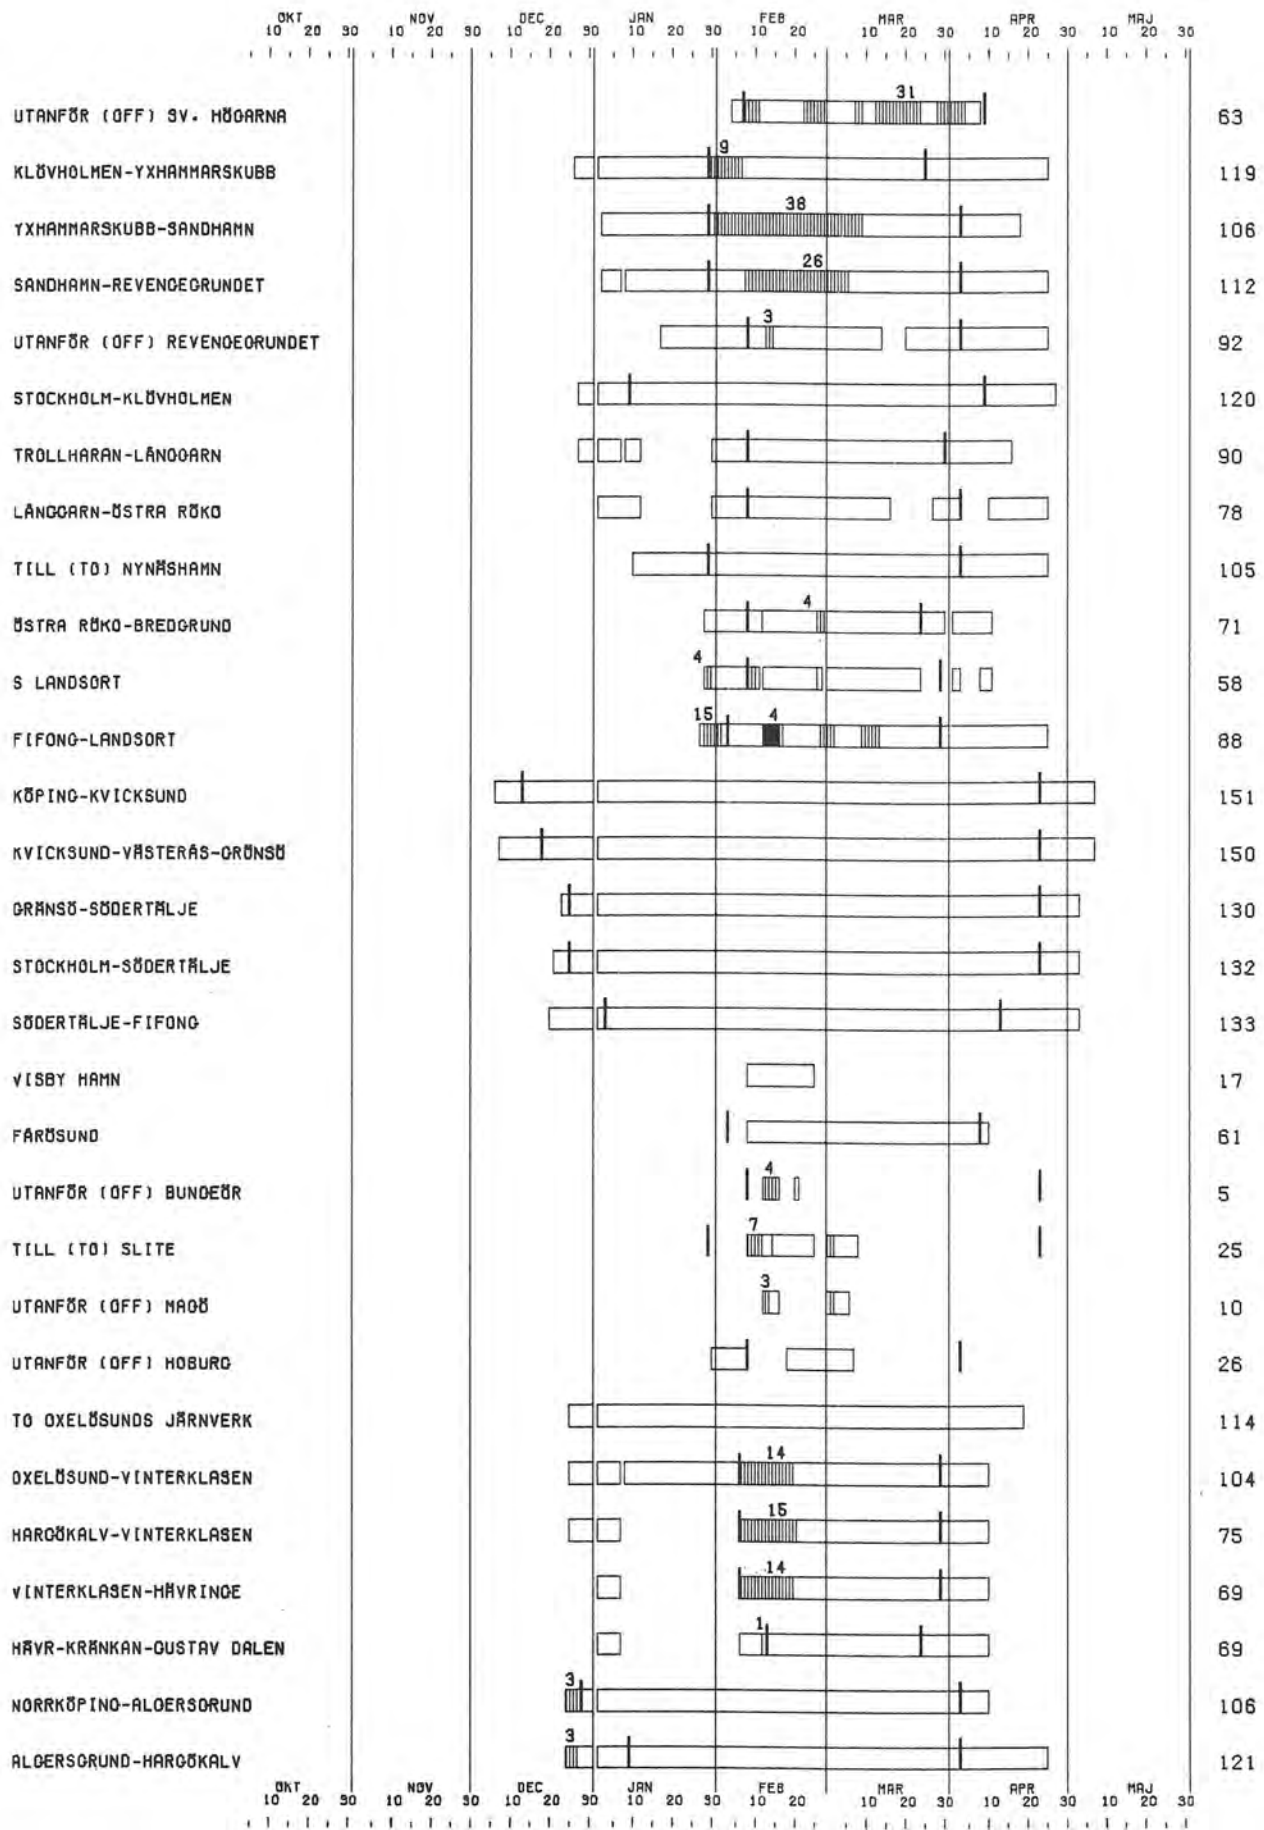 OKT NOV DEC JAN FEB MAR APR MAJ
10 20 30 10 20 30 10 20 30 10 20 30 10 20 10 20 30 10 20 30 10 20 30
UTANFÖR (OFF) SV. HÖGARNA 31 63
KLÖVHOLMEN-YXHAMMARSKUBB 9 119
YXHAMMARSKUBB-SANDHAMN 38 106
SANDHAMN-REVENGEGRUNDET 26 112
UTANFÖR (OFF) REVENGEGRUNDET 3 92
STOCKHOLM-KLÖVHOLMEN 120
TROLLHARAN-LÅNGGARN 90
LÅNGGARN-ÖSTRA RÖKO 78
TILL (TO) NYNÄSHAMN 105
ÖSTRA RÖKO-BREDGRUND 4 71
S LANDSORT 4 58
FIFONG-LANDSORT 15 4 88
KÖPING-KVICKSUND 151
KVICKSUND-VÄSTERÅS-GRÖNSÖ 150
GRÄNSÖ-SÖDERTÄLJE 130
STOCKHOLM-SÖDERTÄLJE 132
SÖDERTÄLJE-FIFONG 133
VISBY HAMN 17
FÅRÖSUND 61
UTANFÖR (OFF) BUNGEÖR 4 5
TILL (TO) SLITE 7 25
UTANFÖR (OFF) MAGÖ 3 10
UTANFÖR (OFF) HOBURG 26
TO OXELÖSUNDS JÄRNVERK 114
OXELÖSUND-VINTERKLASEN 14 104
HARGÖKALV-VINTERKLASEN 15 75
VINTERKLASEN-HÄVRINGE 14 69
HÄVR-KRÄNKAN-GUSTAV DALEN 1 69
NORRKÖPING-ALGERSGRUND 3 106
ALGERSGRUND-HARGÖKALV 3 121
OKT NOV DEC JAN FEB MAR APR MAJ
10 20 30 10 20 30 10 20 30 10 20 30 10 20 10 20 30 10 20 30 10 20 30